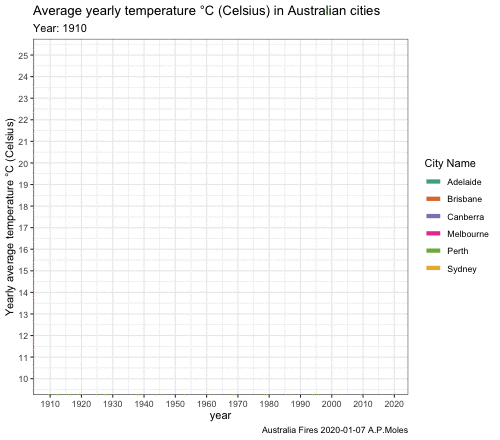 Average yearly temperature °C (Celsius) in Australian cities
Year: 1910
Yearly average temperature °C (Celsius)
25
24
23
22
21
20
19
18
17
16
15
14
13
12
11
10
1910 1920 1930 1940 1950 1960 1970 1980 1990 2000 2010 2020
year
City Name
Adelaide
Brisbane
Canberra
Melbourne
Perth
Sydney
Australia Fires 2020-01-07 A.P.Moles